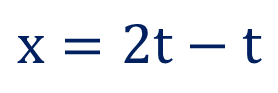 x = 2t − t